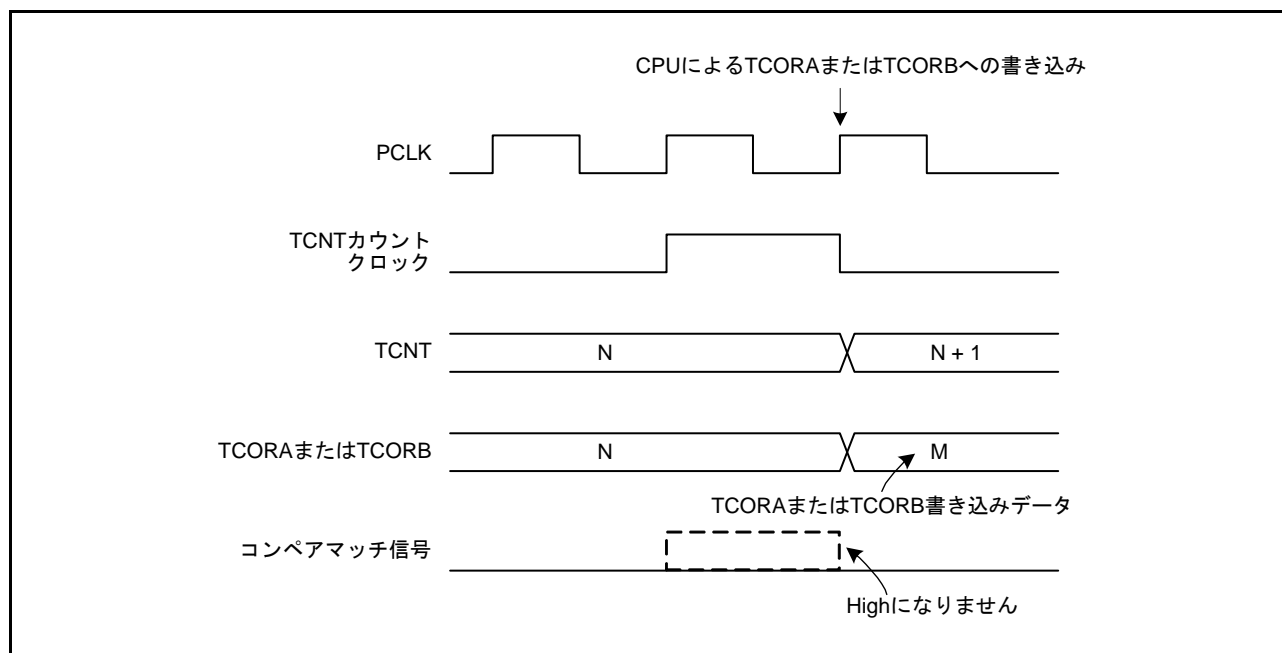 CPUによるTCORAまたはTCORBへの書き込み
PCLK
TCNTカウント
クロック
TCNT
N
N + 1
TCORAまたはTCORB
N
M
TCORAまたはTCORB書き込みデータ
コンペアマッチ信号
Highになりません